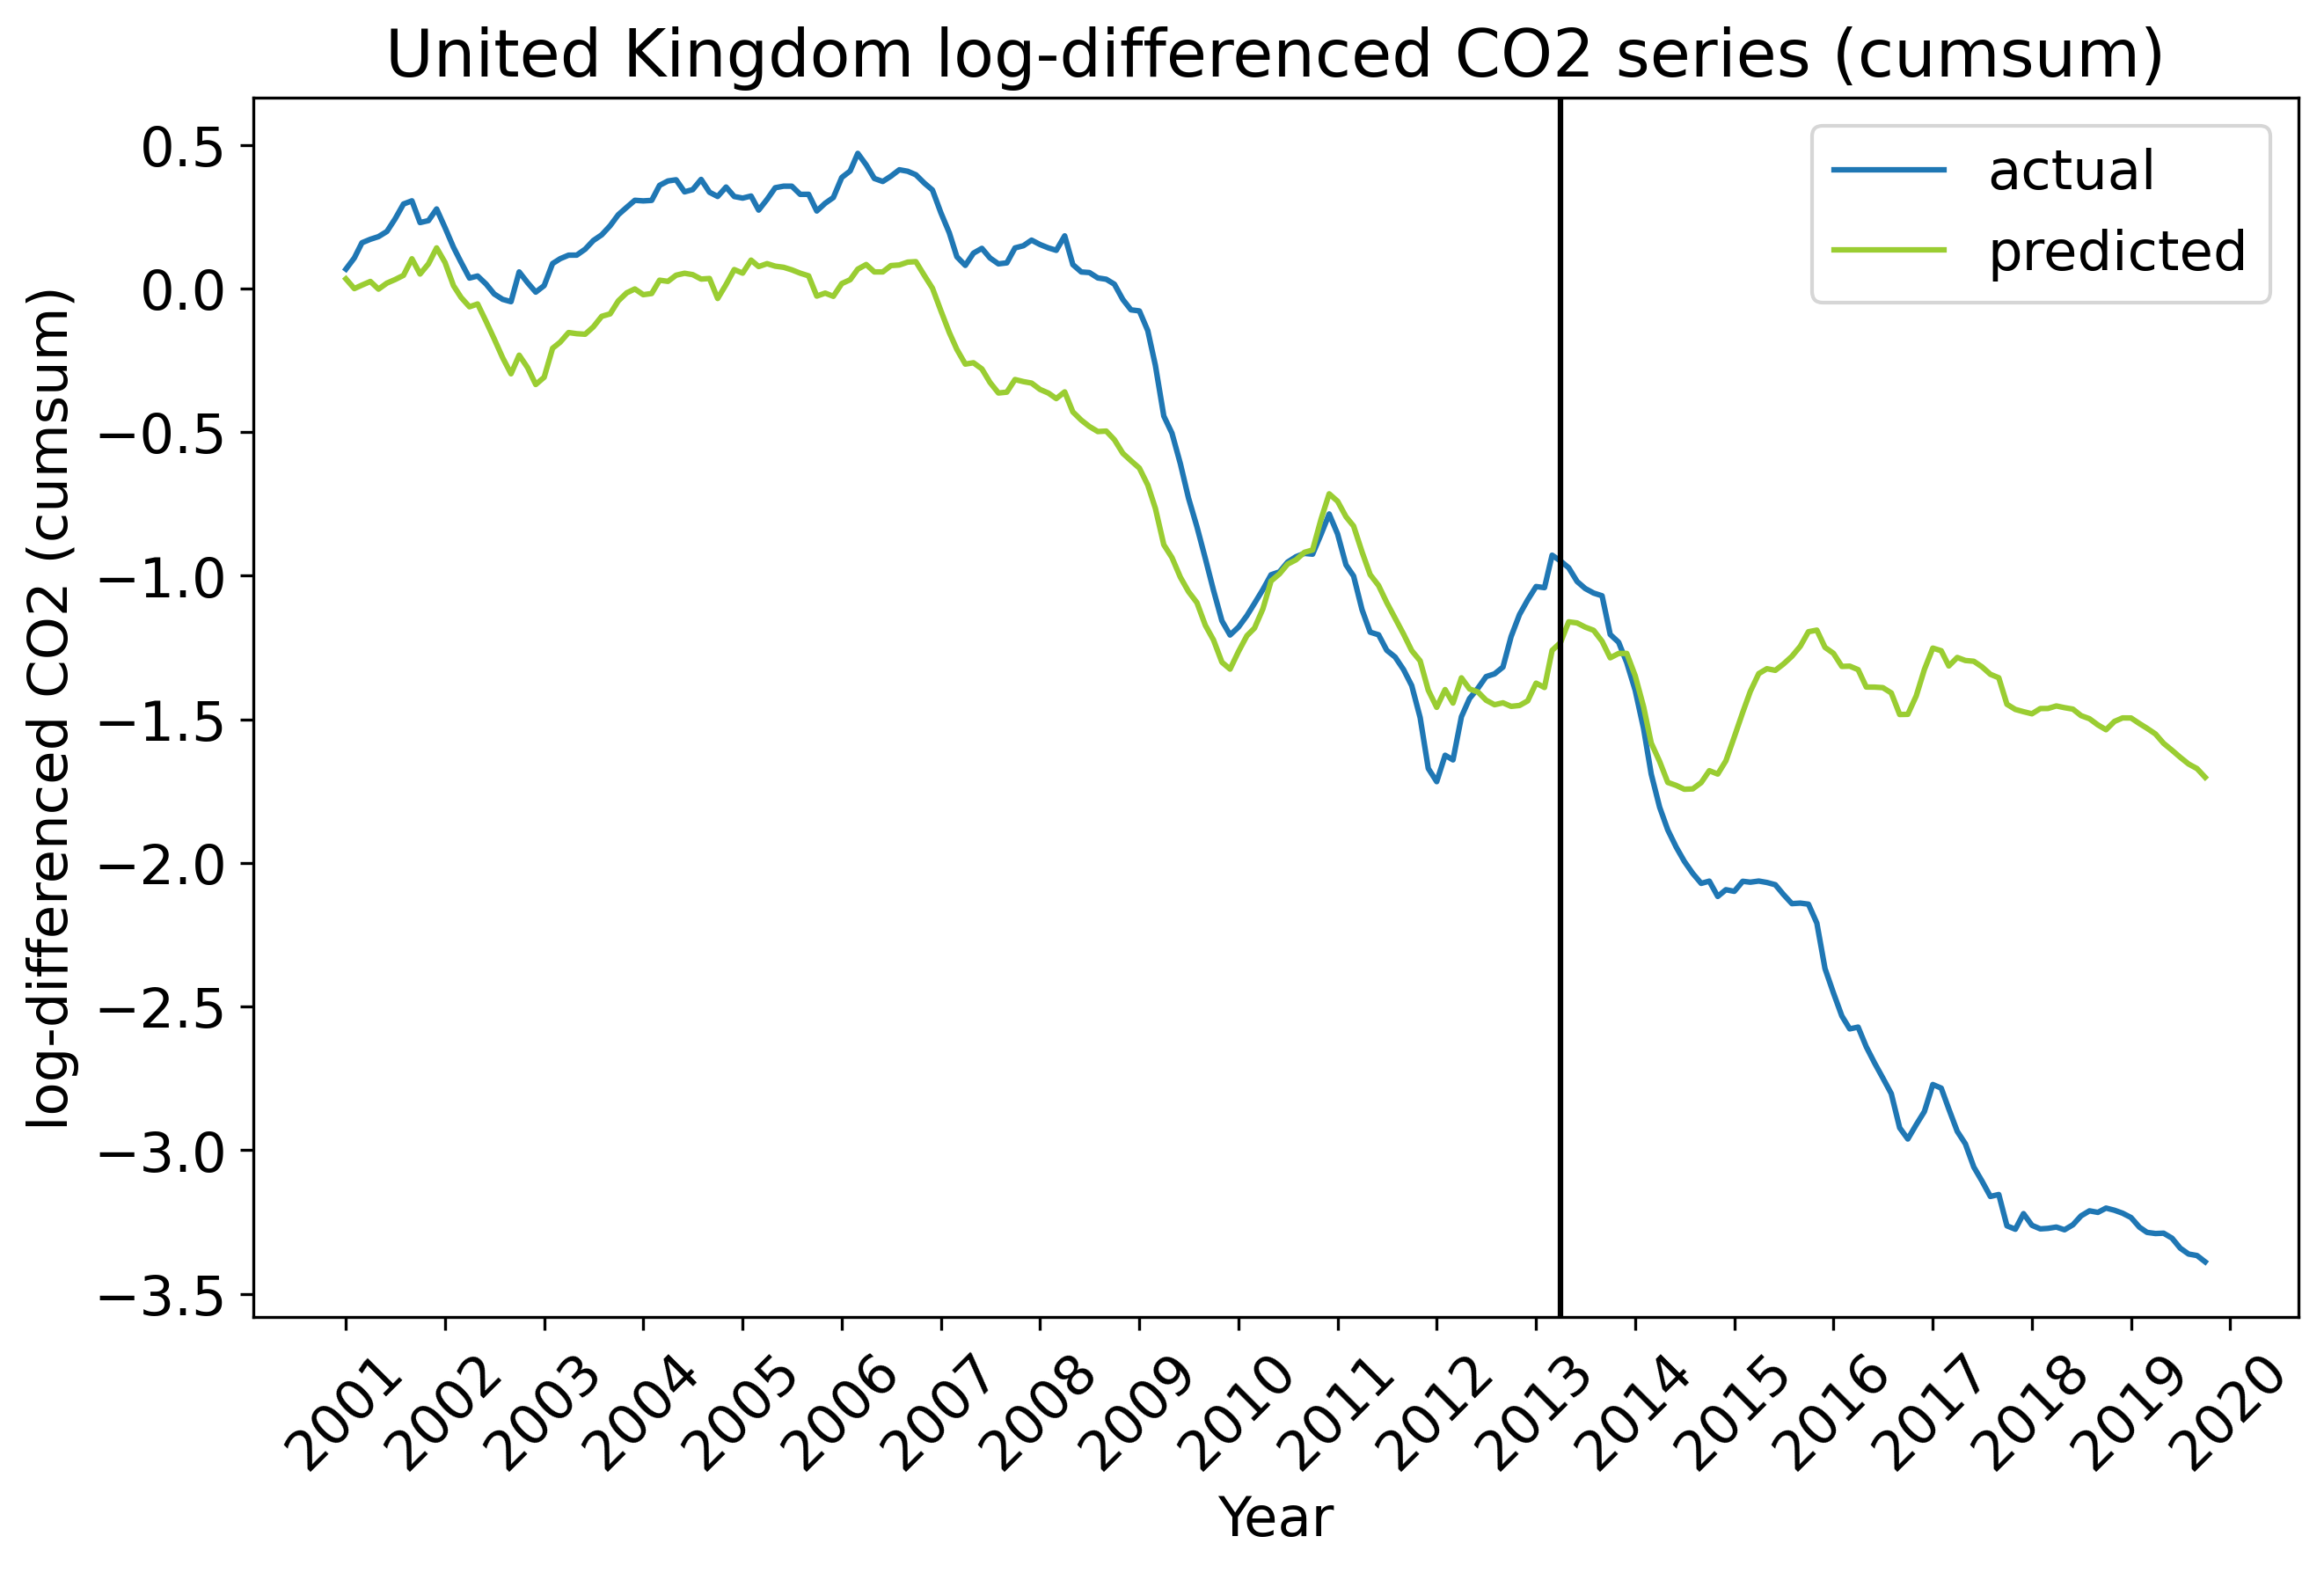 United Kingdom log-differenced CO2 series (cumsum)
actual
predicted
log-differenced CO2 (cumsum)
0.5
0.0
−0.5
−1.0
−1.5
−2.0
−2.5
−3.0
−3.5
2001 2002 2003 2004 2005 2006 2007 2008 2009 2010 2011 2012 2013 2014 2015 2016 2017 2018 2019 2020
Year